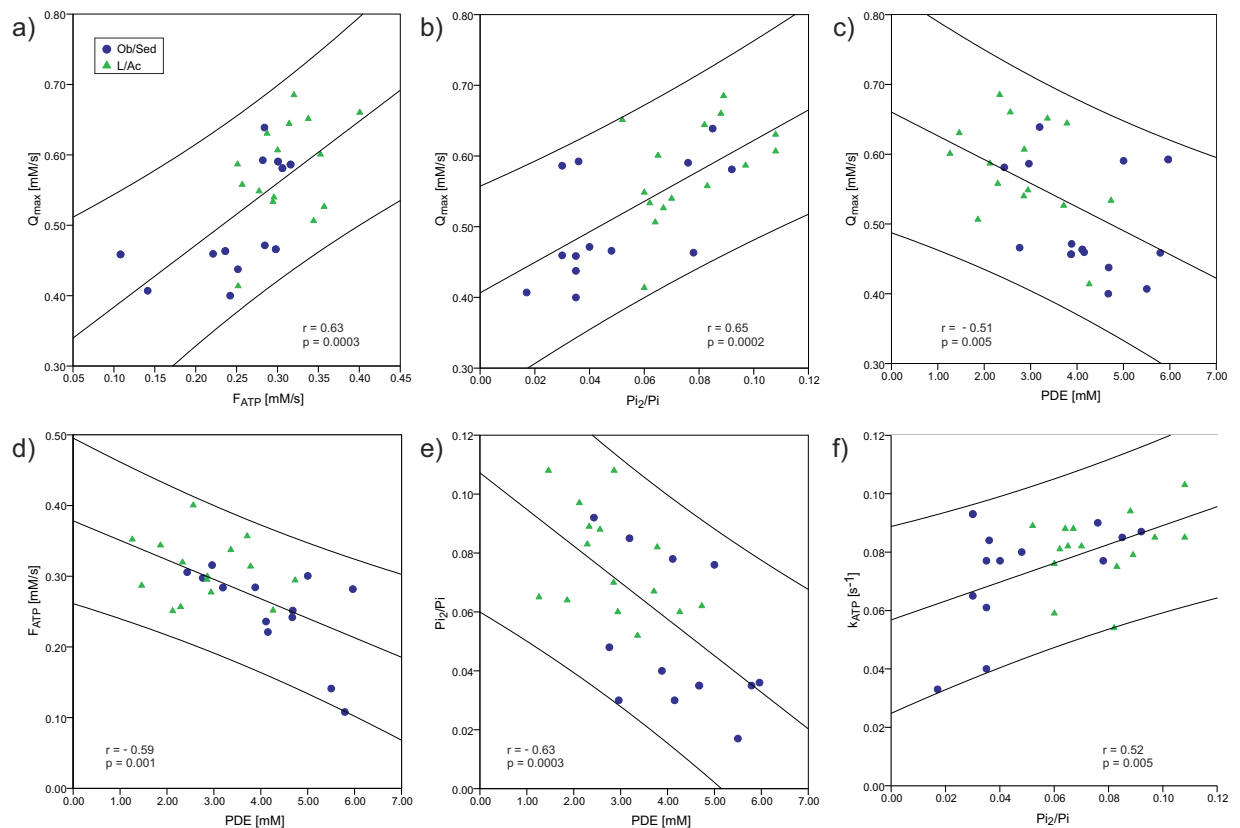 a)
Ob/Sed
L/Ac
Qmax [mM/s]
0.80
0.70
0.60
0.50
0.40
0.30
0.05 0.10 0.15 0.20 0.25 0.30 0.35 0.40 0.45
FATP [mM/s]
r = 0.63
p = 0.0003
b)
Qmax [mM/s]
0.80
0.70
0.60
0.50
0.40
0.30
0.00 0.02 0.04 0.06 0.08 0.10 0.12
Pi2/Pi
r = 0.65
p = 0.0002
c)
Qmax [mM/s]
0.80
0.70
0.60
0.50
0.40
0.30
0.00 1.00 2.00 3.00 4.00 5.00 6.00 7.00
PDE [mM]
r = - 0.51
p = 0.005
d)
FATP [mM/s]
0.50
0.40
0.30
0.20
0.10
0.00
0.00 1.00 2.00 3.00 4.00 5.00 6.00 7.00
PDE [mM]
r = - 0.59
p = 0.001
e)
Pi2/Pi
0.12
0.10
0.08
0.06
0.04
0.02
0.00
0.00 1.00 2.00 3.00 4.00 5.00 6.00 7.00
PDE [mM]
r = - 0.63
p = 0.0003
f)
kATP [s-1]
0.12
0.10
0.08
0.06
0.04
0.02
0.00
0.00 0.02 0.04 0.06 0.08 0.10 0.12
Pi2/Pi
r = 0.52
p = 0.005